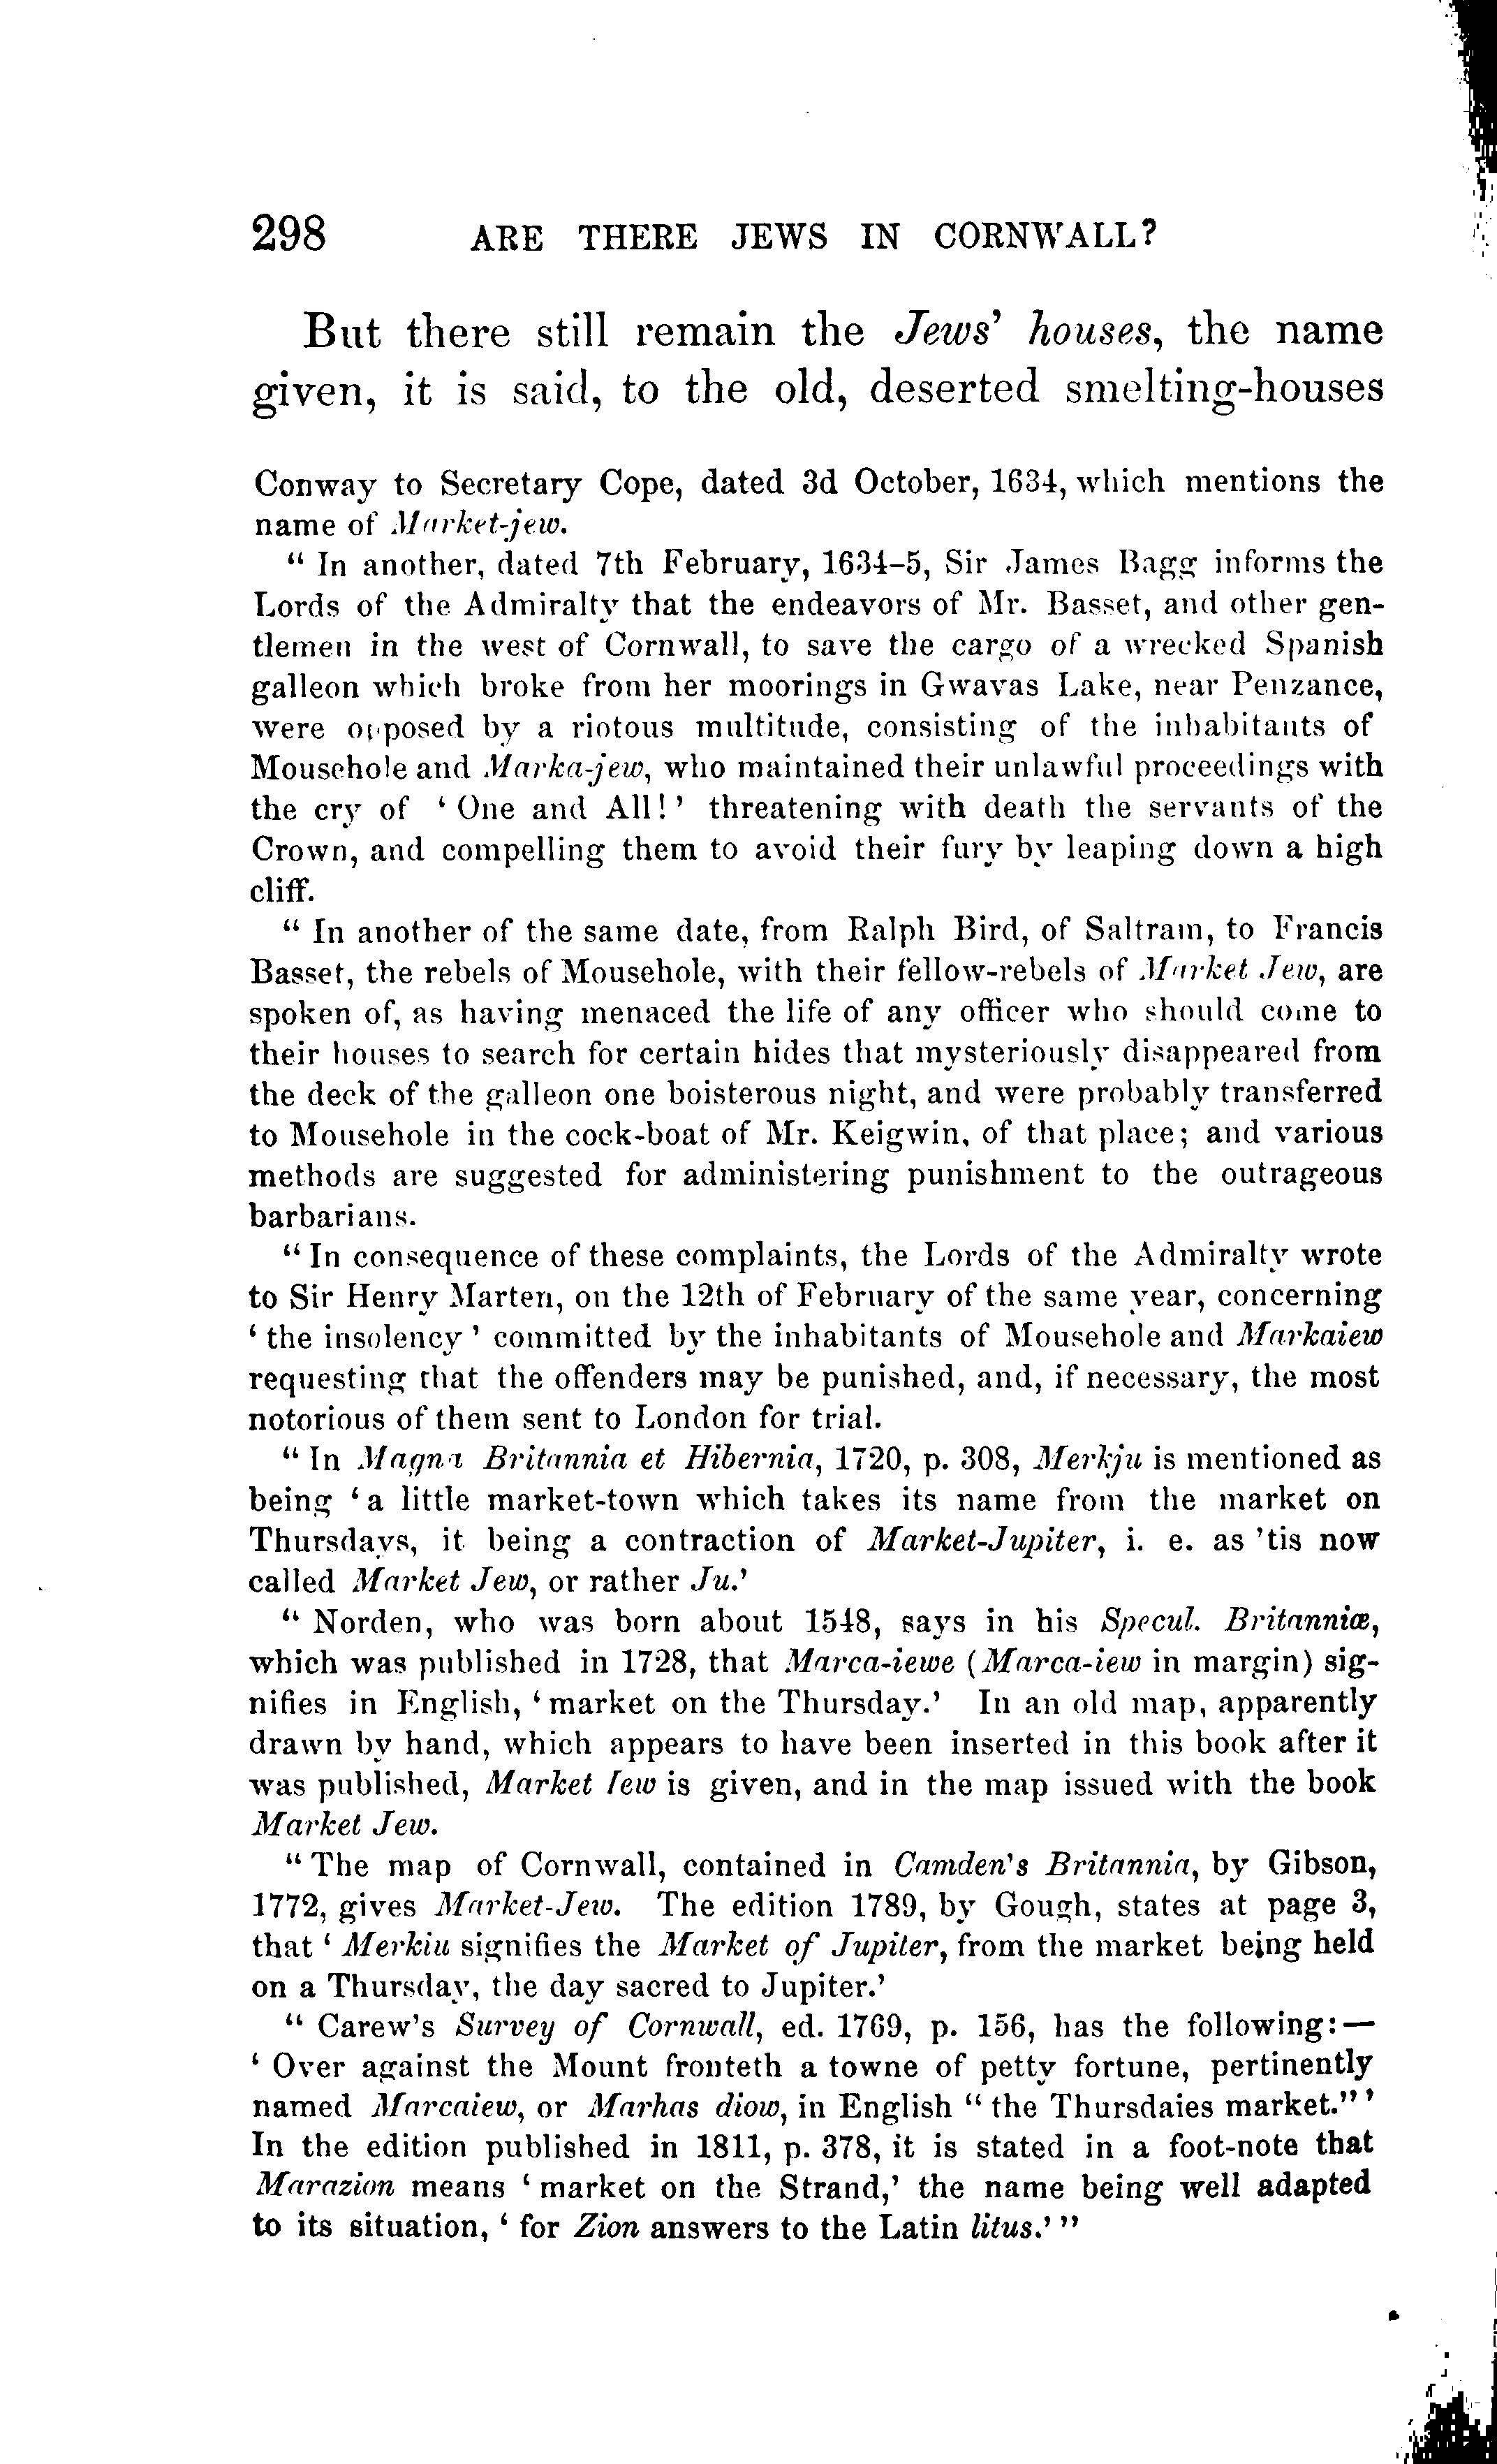 298 ARE THERE JEWS IN CORNWALL?
But there still remain the Jews' houses, the name
given, it is said, to the old, deserted smelting-houses
Conway to Secretary Cope, dated 3d October, 1634, which mentions the
name of Market-jew.
“ In another, dated 7th February, 1634–5, Sir James Bagg informs the
Lords of the Admiralty that the endeavors of Mr. Basset, and other gen-
tlemen in the west of Cornwall, to save the cargo of a wrecked Spanish
galleon which broke from her moorings in Gwavas Lake, near Penzance,
were opposed by a riotous multitude, consisting of the inhabitants of
Mousehole and Marka-jew, who maintained their unlawful proceedings with
the cry of ‘ One and All! ’ threatening with death the servants of the
Crown, and compelling them to avoid their fury by leaping down a high
cliff.
“ In another of the same date, from Ralph Bird, of Saltram, to Francis
Basset, the rebels of Mousehole, with their fellow-rebels of Market Jew, are
spoken of, as having menaced the life of any officer who should come to
their houses to search for certain hides that mysteriously disappeared from
the deck of the galleon one boisterous night, and were probably transferred
to Mousehole in the cock-boat of Mr. Keigwin, of that place; and various
methods are suggested for administering punishment to the outrageous
barbarians.
“ In consequence of these complaints, the Lords of the Admiralty wrote
to Sir Henry Marten, on the 12th of February of the same year, concerning
‘ the insolency ’ committed by the inhabitants of Mousehole and Markaiew
requesting that the offenders may be punished, and, if necessary, the most
notorious of them sent to London for trial.
“ In Magna Britannia et Hibernia, 1720, p. 308, Merkju is mentioned as
being ‘ a little market-town which takes its name from the market on
Thursdays, it being a contraction of Market-Jupiter, i. e. as ’tis now
called Market Jew, or rather Ju.’
“ Norden, who was born about 1548, says in his Specul. Britanniæ,
which was published in 1728, that Marca-iewe (Marca-iew in margin) sig-
nifies in English, ‘ market on the Thursday.’ In an old map, apparently
drawn by hand, which appears to have been inserted in this book after it
was published, Market Iew is given, and in the map issued with the book
Market Jew.
“ The map of Cornwall, contained in Camden's Britannia, by Gibson,
1772, gives Market-Jew. The edition 1789, by Gough, states at page 3,
that ‘ Merkiu signifies the Market of Jupiter, from the market being held
on a Thursday, the day sacred to Jupiter.’
“ Carew's Survey of Cornwall, ed. 1769, p. 156, has the following: —
‘ Over against the Mount fronteth a towne of petty fortune, pertinently
named Marcaiew, or Marhas diow, in English “ the Thursdaies market.” ’
In the edition published in 1811, p. 378, it is stated in a foot-note that
Marazion means ‘ market on the Strand,’ the name being well adapted
to its situation, ‘ for Zion answers to the Latin litus.’ ”